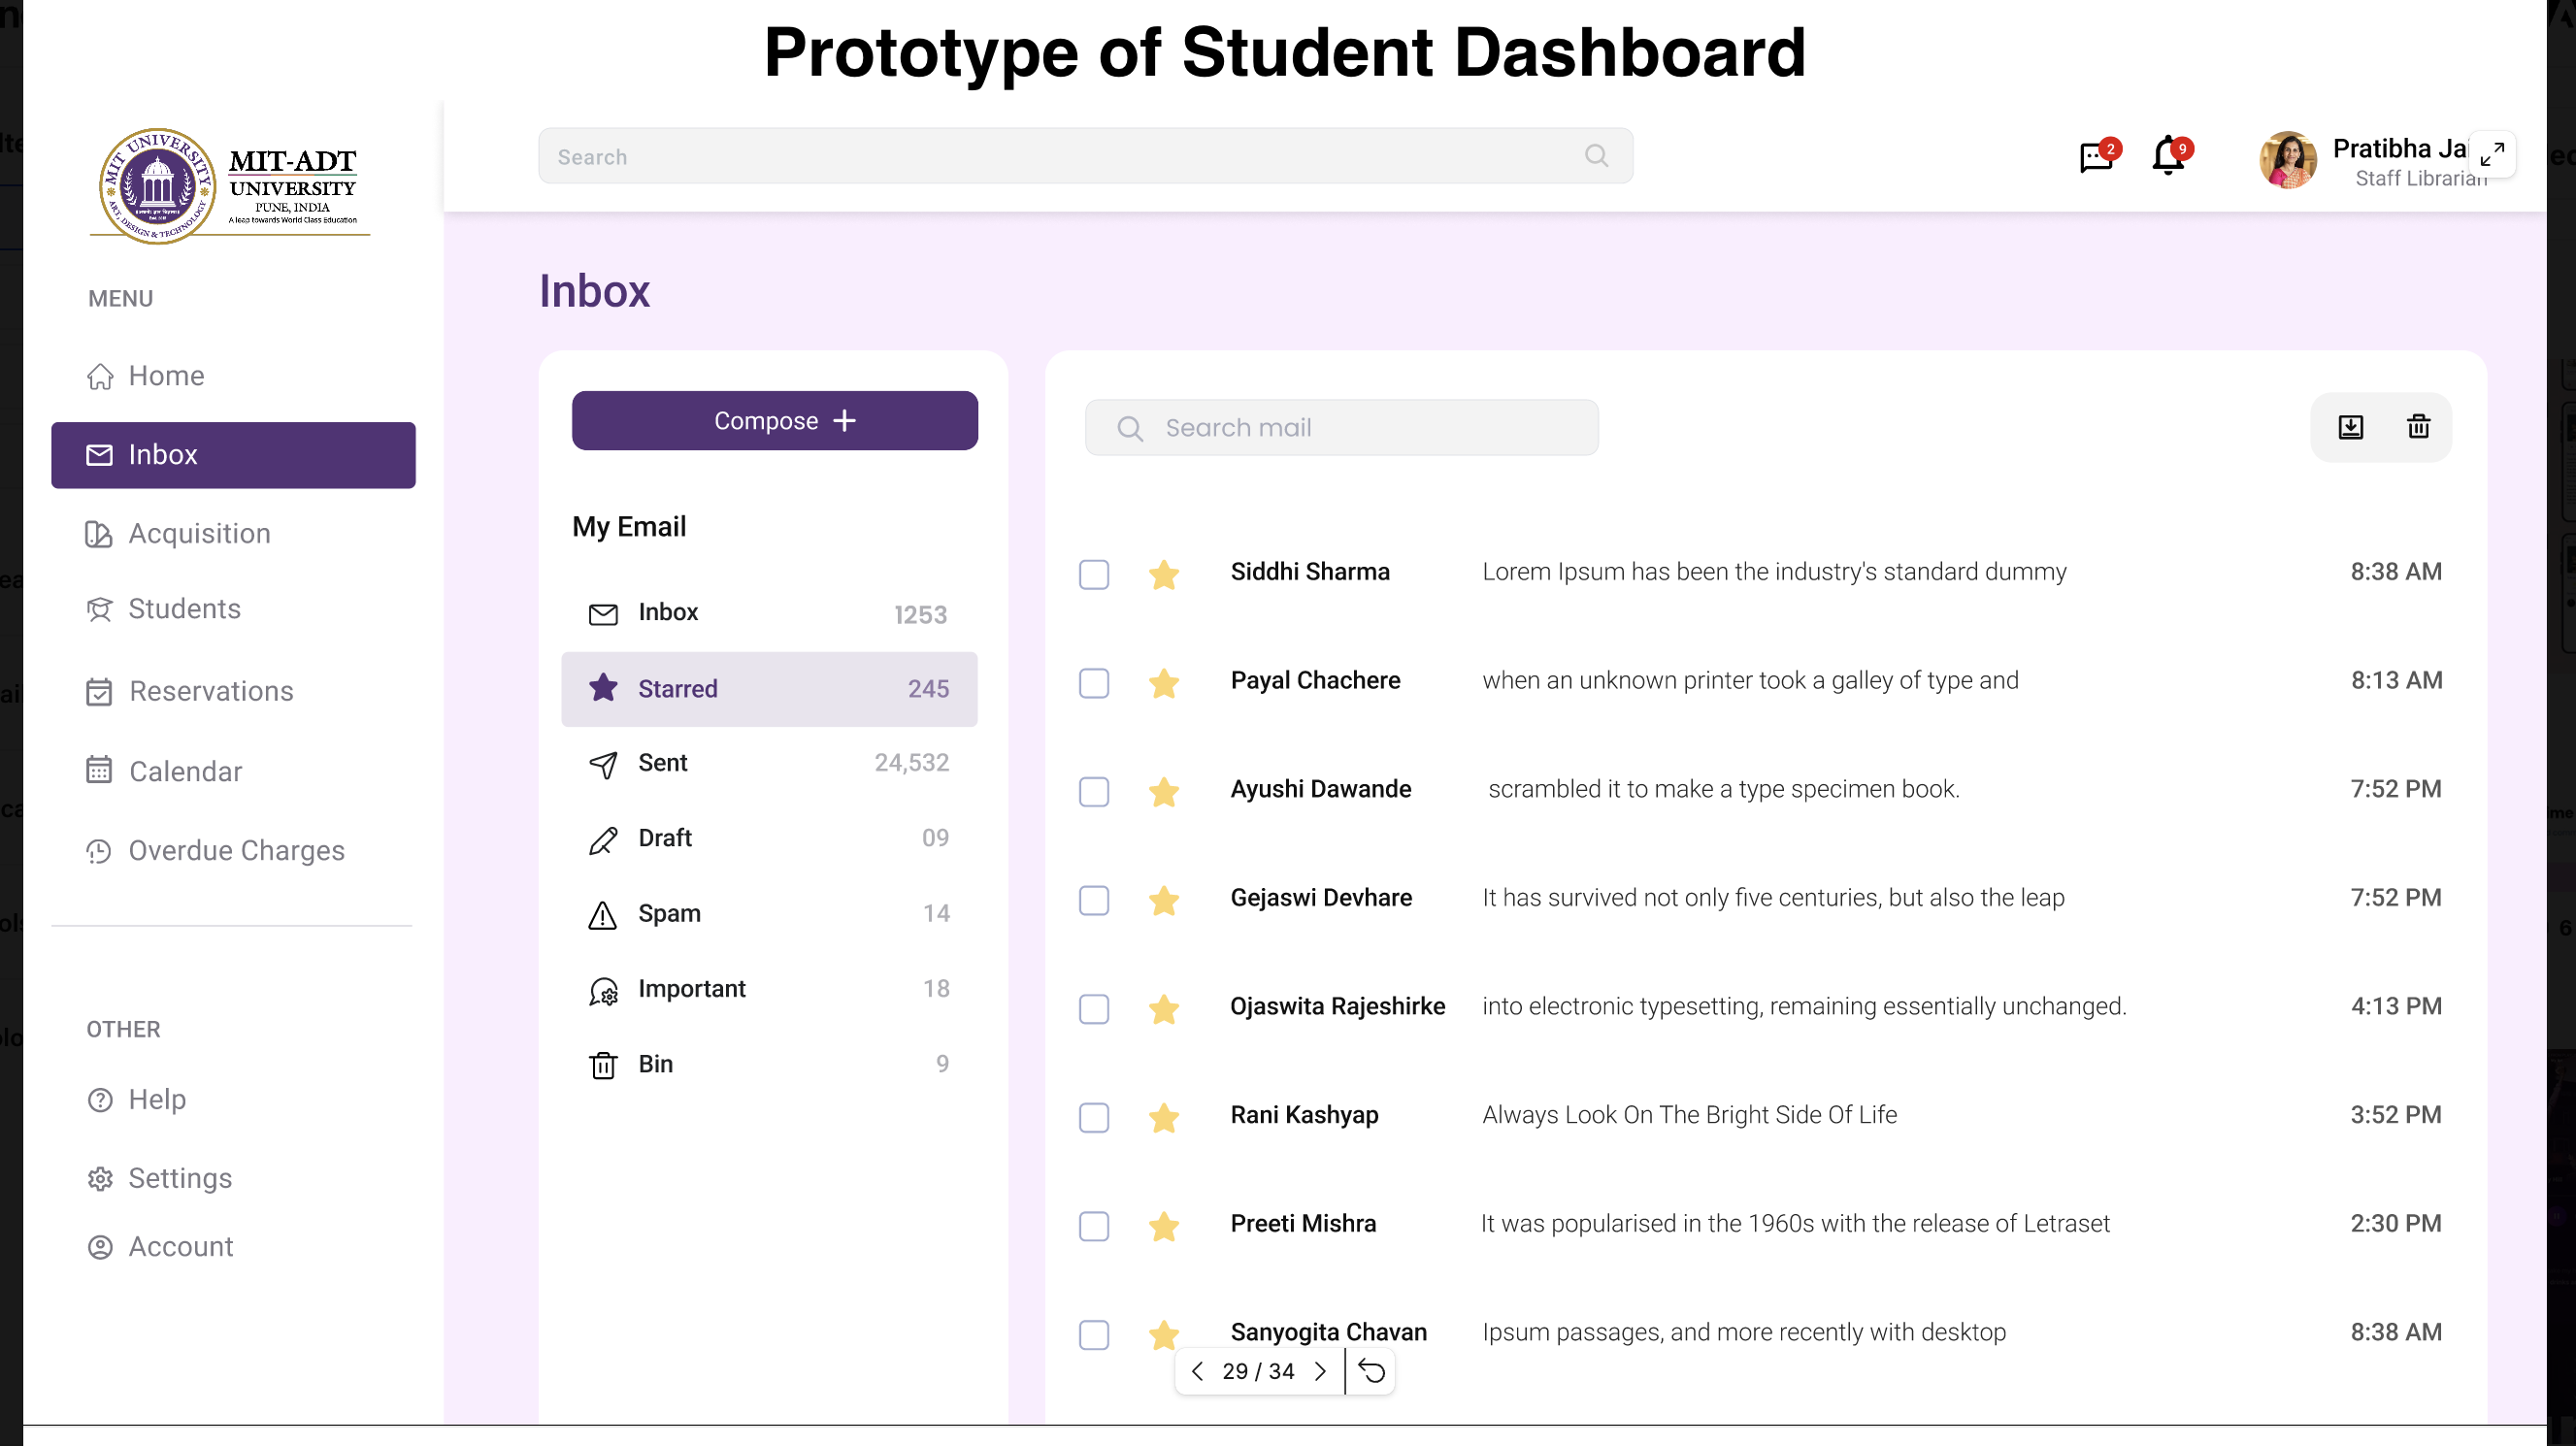 Prototype of Student Dashboard
MIT UNIVERSITY
ART, DESIGN & TECHNOLOGY
MIT-ADT
UNIVERSITY
PUNE, INDIA
A leap towards World Class Education
Search
2
9
Pratibha Jai
Staff Librarian
MENU
Home
Inbox
Acquisition
Students
Reservations
Calendar
Overdue Charges
OTHER
Help
Settings
Account
Inbox
Compose +
My Email
Inbox 1253
Starred 245
Sent 24,532
Draft 09
Spam 14
Important 18
Bin 9
Search mail
Siddhi Sharma Lorem Ipsum has been the industry's standard dummy 8:38 AM
Payal Chachere when an unknown printer took a galley of type and 8:13 AM
Ayushi Dawande scrambled it to make a type specimen book. 7:52 PM
Gejaswi Devhare It has survived not only five centuries, but also the leap 7:52 PM
Ojaswita Rajeshirke into electronic typesetting, remaining essentially unchanged. 4:13 PM
Rani Kashyap Always Look On The Bright Side Of Life 3:52 PM
Preeti Mishra It was popularised in the 1960s with the release of Letraset 2:30 PM
Sanyogita Chavan Ipsum passages, and more recently with desktop 8:38 AM
29 / 34